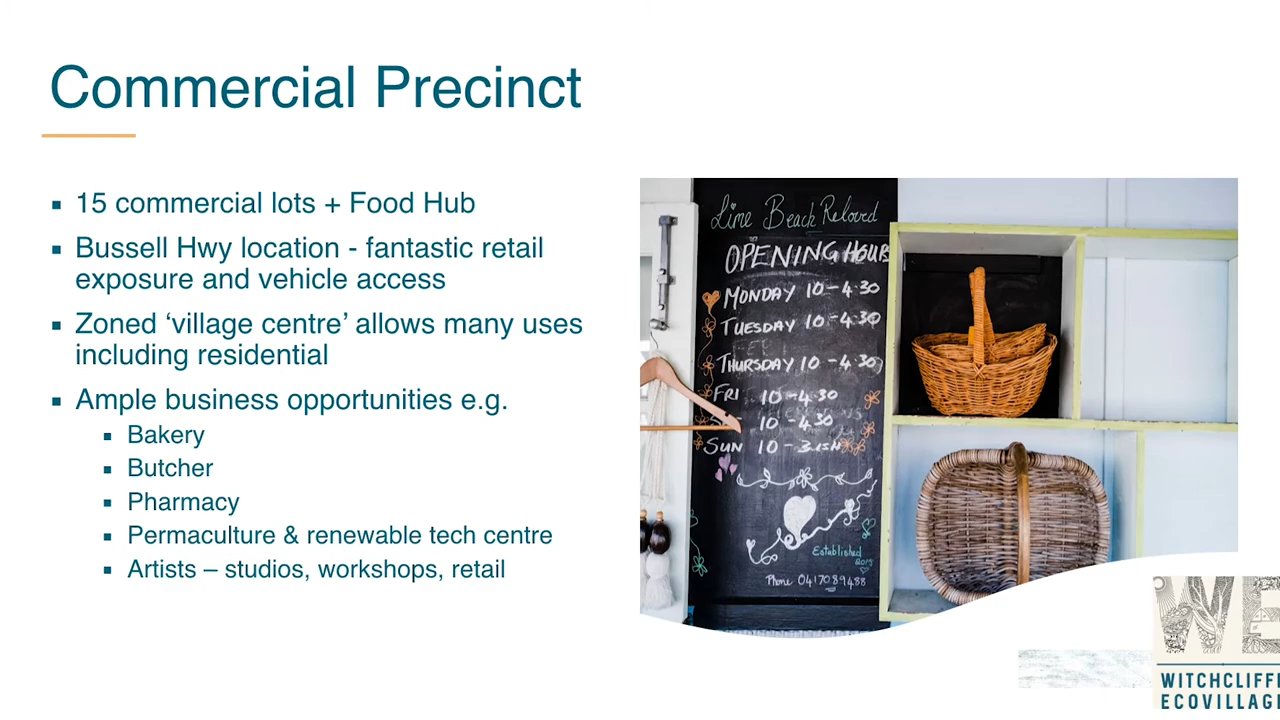 Commercial Precinct
▪ 15 commercial lots + Food Hub
▪ Bussell Hwy location - fantastic retail
exposure and vehicle access
▪ Zoned ‘village centre’ allows many uses
including residential
▪ Ample business opportunities e.g.
▪ Bakery
▪ Butcher
▪ Pharmacy
▪ Permaculture & renewable tech centre
▪ Artists – studios, workshops, retail
Lime Beach Reloved
OPENING HOURS
MONDAY 10-4.30
TUESDAY 10-4.30
THURSDAY 10-4.30
FRI 10-4.30
10-4.30
SUN 10-3ISH
Established
Phone 0417089488
WE
WITCHCLIFFE
ECOVILLAG